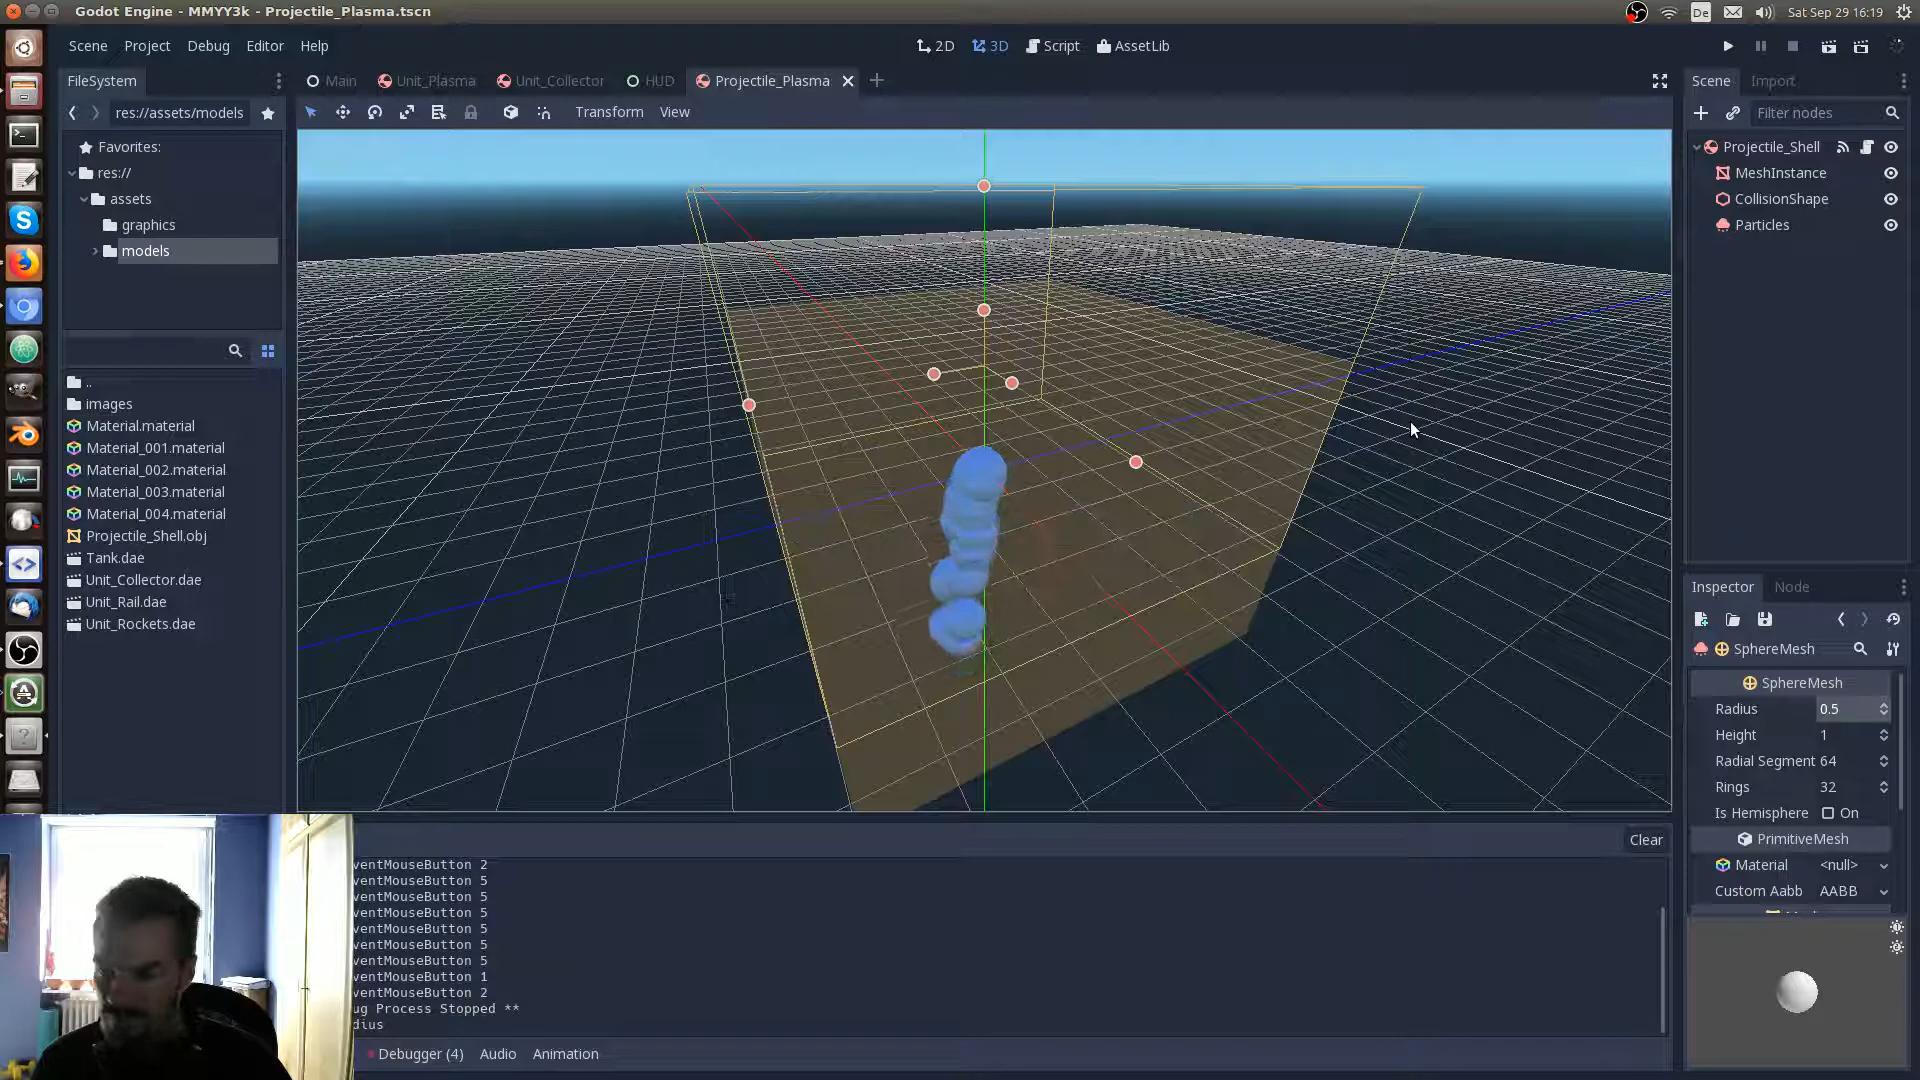 Godot Engine - MMYY3k - Projectile_Plasma.tscn
De
Sat Sep 29 16:19
Scene Project Debug Editor Help
2D 3D Script AssetLib
FileSystem
Main Unit_Plasma Unit_Collector HUD Projectile_Plasma
Scene Import
res://assets/models
Transform View
Filter nodes
Favorites:
res://
assets
graphics
models
Projectile_Shell
MeshInstance
CollisionShape
Particles
..
images
Material.material
Material_001.material
Material_002.material
Material_003.material
Material_004.material
Projectile_Shell.obj
Tank.dae
Unit_Collector.dae
Unit_Rail.dae
Unit_Rockets.dae
Inspector Node
SphereMesh
SphereMesh
Radius 0.5
Height 1
Radial Segment 64
Rings 32
Is Hemisphere On
PrimitiveMesh
Material <null>
Custom Aabb AABB
Clear
ventMouseButton 2
ventMouseButton 5
ventMouseButton 5
ventMouseButton 5
ventMouseButton 5
ventMouseButton 5
ventMouseButton 5
ventMouseButton 1
ventMouseButton 2
ug Process Stopped **
dius
Debugger (4) Audio Animation